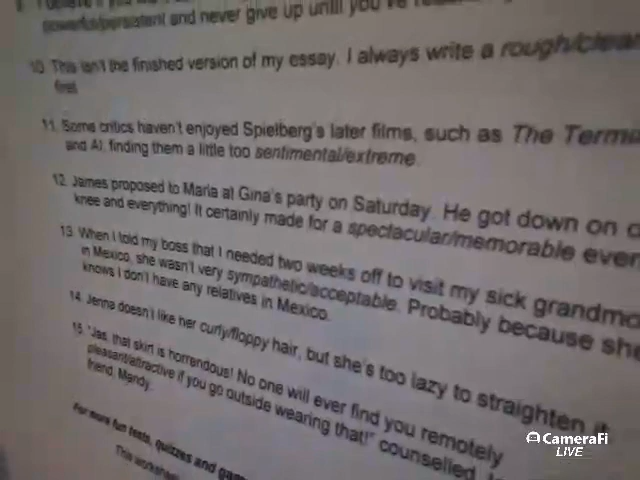 powerful/persistent and never give up until you've
10. This isn't the finished version of my essay. I always write a rough/clear
first.
11. Some critics haven't enjoyed Spielberg's later films, such as The
and AI, finding them a little too sentimental/extreme.
12. James proposed to Maria at Gina's party on Saturday. He got down on
knee and everything! It certainly made for a spectacular/memorable
13. When I told my boss that I needed two weeks off to visit my sick
in Mexico, she wasn't very sympathetic/acceptable. Probably because she
knows I don't have any relatives in Mexico.
14. Jenna doesn't like her curly/floppy hair, but she's too lazy to straighten it.
15. "Jas, that skirt is horrendous! No one will ever find you remotely
pleasant/attractive if you go outside wearing that!" counselled
friend, Mandy.
For more fun tests, quizzes and
This
CameraFi
LIVE